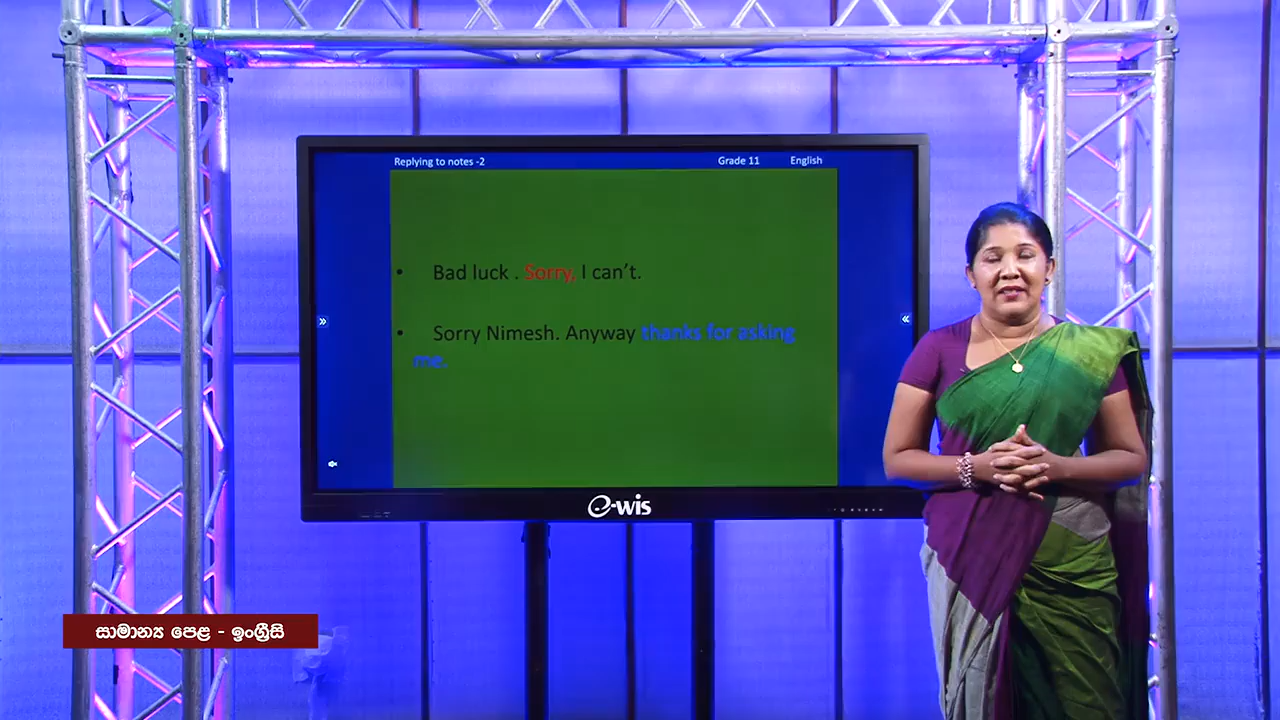 Replying to notes -2 Grade 11 English
• Bad luck . Sorry, I can't.
• Sorry Nimesh. Anyway thanks for asking
me.
e-wis
සාමාන්‍ය පෙළ - ඉංග්‍රීසි